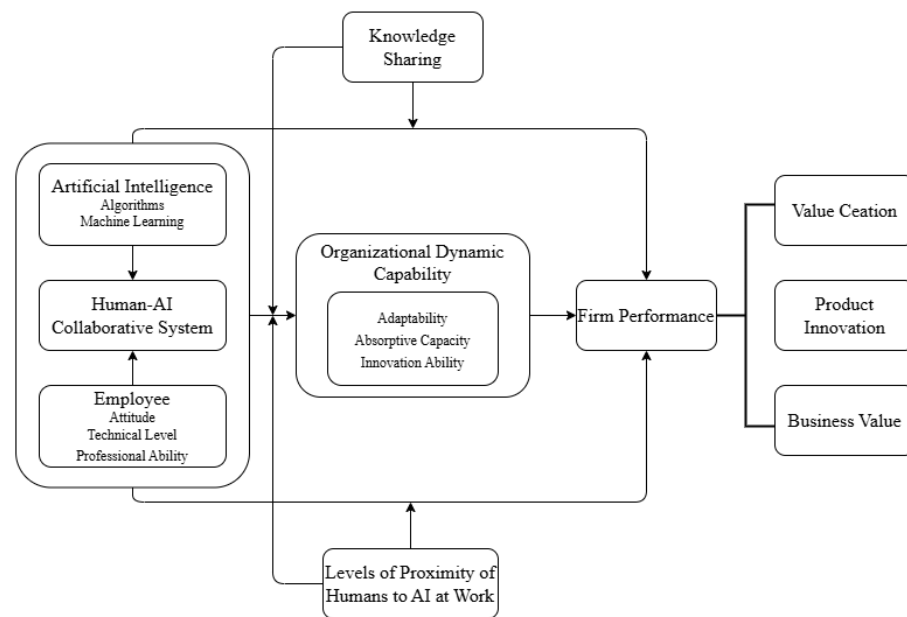 Knowledge
Sharing
Artificial Intelligence
Algorithms
Machine Learning
Human-AI
Collaborative System
Employee
Attitude
Technical Level
Professional Ability
Organizational Dynamic
Capability
Adaptability
Absorptive Capacity
Innovation Ability
Firm Performance
Value Ceation
Product
Innovation
Business Value
Levels of Proximity of
Humans to AI at Work